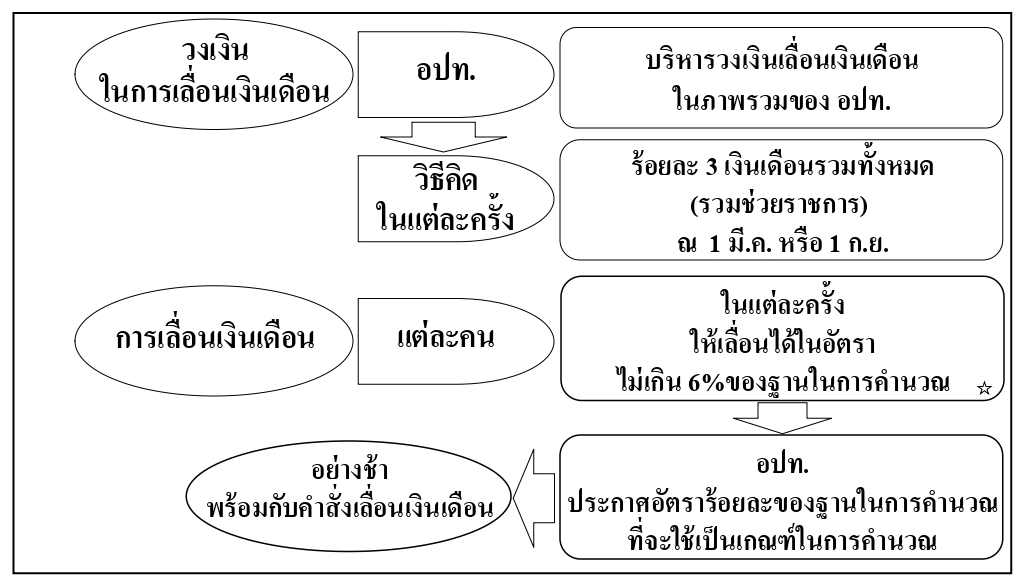 วงเงิน
ในการเลื่อนเงินเดือน
อปท.
บริหารวงเงินเลื่อนเงินเดือน
ในภาพรวมของ อปท.
วิธีคิด
ในแต่ละครั้ง
ร้อยละ 3 เงินเดือนรวมทั้งหมด
(รวมช่วยราชการ)
ณ 1 มี.ค. หรือ 1 ก.ย.
การเลื่อนเงินเดือน
แต่ละคน
ในแต่ละครั้ง
ให้เลื่อนได้ในอัตรา
ไม่เกิน 6%ของฐานในการคำนวณ
อปท.
ประกาศอัตราร้อยละของฐานในการคำนวณ
ที่จะใช้เป็นเกณฑ์ในการคำนวณ
อย่างช้า
พร้อมกับคำสั่งเลื่อนเงินเดือน